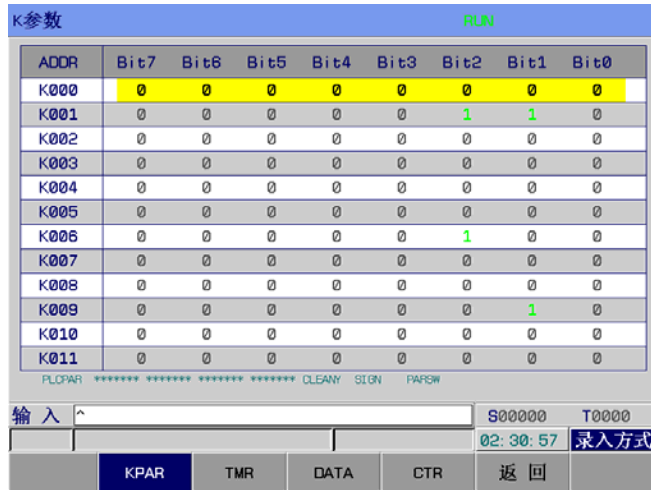 K参数 RUN
ADDR Bit7 Bit6 Bit5 Bit4 Bit3 Bit2 Bit1 Bit0
K000 0 0 0 0 0 0 0 0
K001 0 0 0 0 0 1 1 0
K002 0 0 0 0 0 0 0 0
K003 0 0 0 0 0 0 0 0
K004 0 0 0 0 0 0 0 0
K005 0 0 0 0 0 0 0 0
K006 0 0 0 0 0 1 0 0
K007 0 0 0 0 0 0 0 0
K008 0 0 0 0 0 0 0 0
K009 0 0 0 0 0 0 1 0
K010 0 0 0 0 0 0 0 0
K011 0 0 0 0 0 0 0 0
PLCPAR ******* ******* ******* ******* CLEANY SIGN PARSW
输入 ^ S00000 T0000
02:30:57 录入方式
KPAR TMR DATA CTR 返回